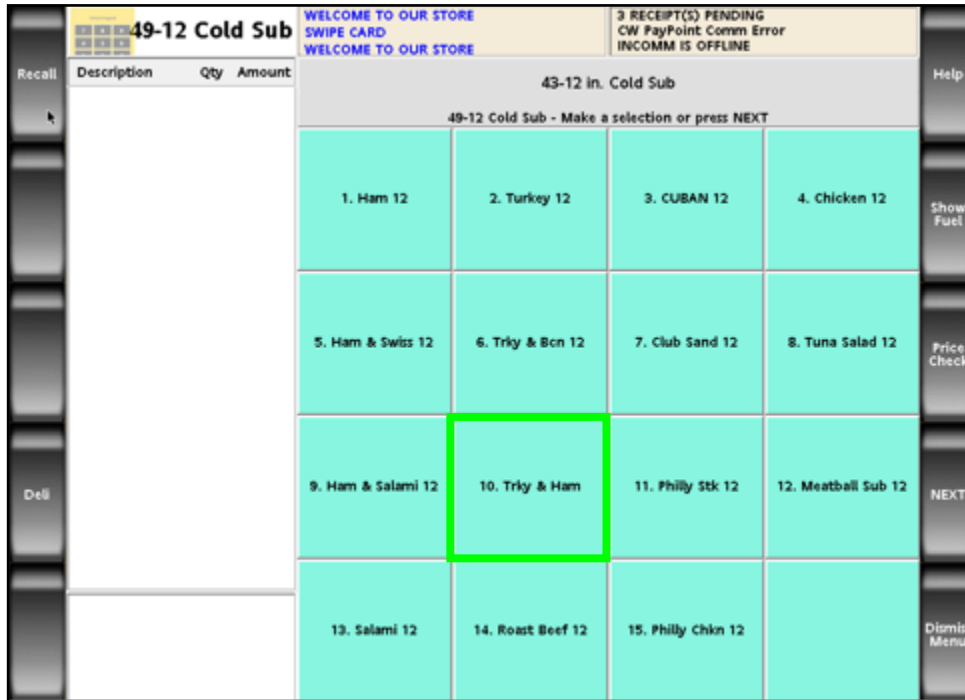 49-12 Cold Sub
WELCOME TO OUR STORE
SWIPE CARD
WELCOME TO OUR STORE
3 RECEIPT(S) PENDING
CW PayPoint Comm Error
INCOMM IS OFFLINE
Recall
Description Qty Amount
43-12 in. Cold Sub
49-12 Cold Sub - Make a selection or press NEXT
Help
1. Ham 12
2. Turkey 12
3. CUBAN 12
4. Chicken 12
Show
Fuel
5. Ham & Swiss 12
6. Trky & Bcn 12
7. Club Sand 12
8. Tuna Salad 12
Price
Check
Deli
9. Ham & Salami 12
10. Trky & Ham
11. Philly Stk 12
12. Meatball Sub 12
NEXT
13. Salami 12
14. Roast Beef 12
15. Philly Chkn 12
Dismis
Menu